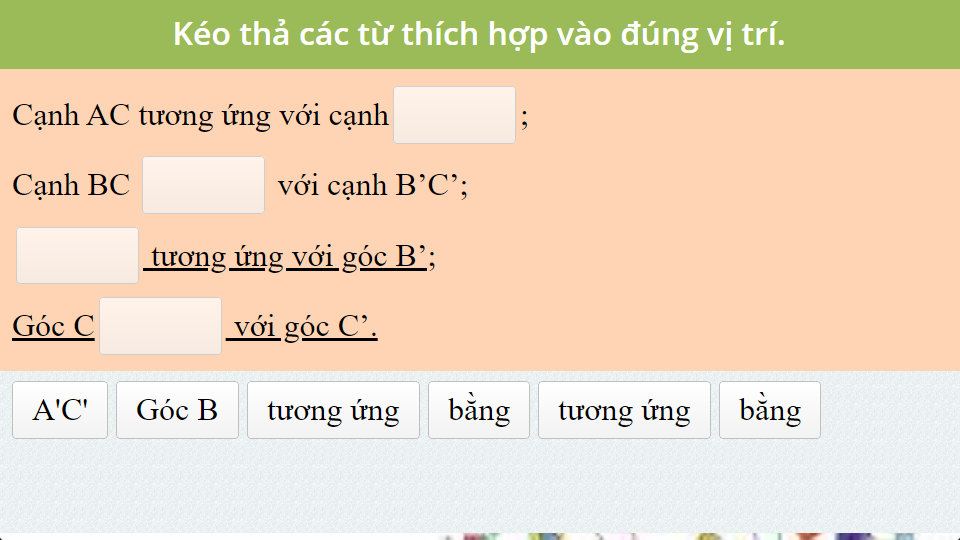 Kéo thả các từ thích hợp vào đúng vị trí.
Cạnh AC tương ứng với cạnh ;
Cạnh BC với cạnh B’C’;
tương ứng với góc B’;
Góc C với góc C’.
A'C' Góc B tương ứng bằng tương ứng bằng